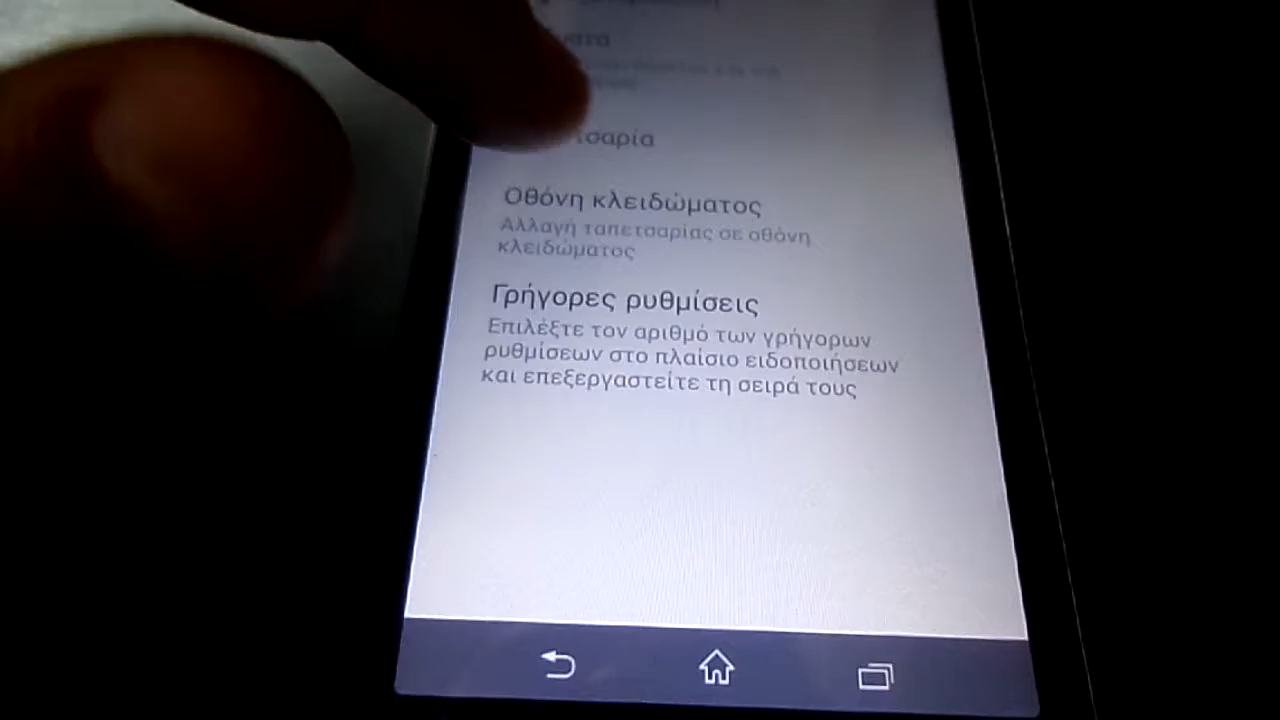 Οθόνη κλειδώματος
Αλλαγή ταπετσαρίας σε οθόνη
κλειδώματος
Γρήγορες ρυθμίσεις
Επιλέξτε τον αριθμό των γρήγορων
ρυθμίσεων στο πλαίσιο ειδοποιήσεων
και επεξεργαστείτε τη σειρά τους